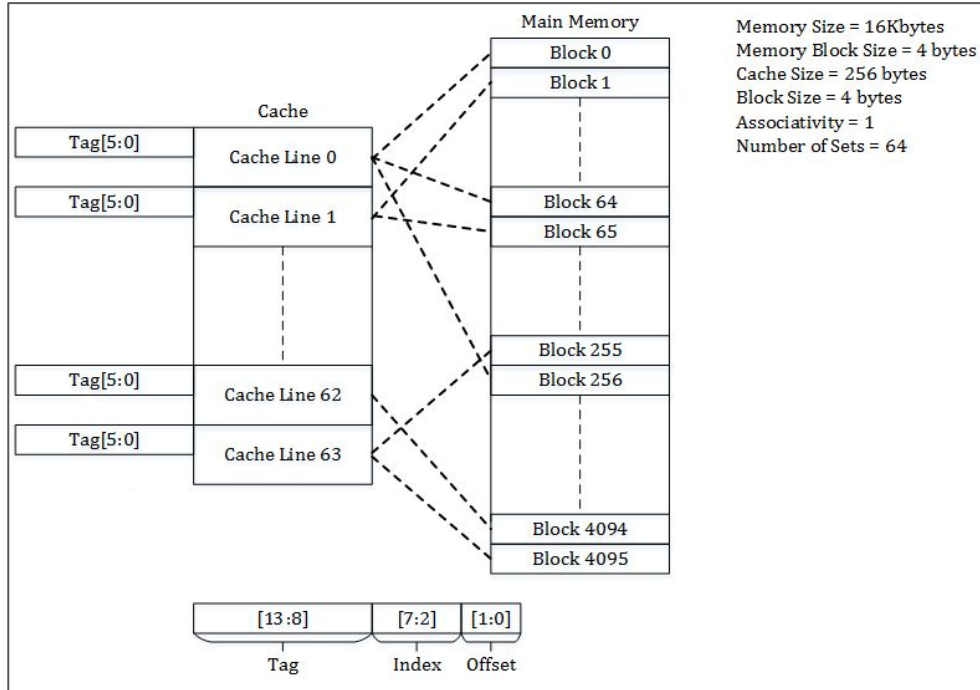 Main Memory
Memory Size = 16Kbytes
Memory Block Size = 4 bytes
Cache Size = 256 bytes
Block Size = 4 bytes
Associativity = 1
Number of Sets = 64
Block 0
Block 1
Cache
Tag[5:0]
Cache Line 0
Tag[5:0]
Cache Line 1
Block 64
Block 65
Block 255
Block 256
Tag[5:0]
Cache Line 62
Tag[5:0]
Cache Line 63
Block 4094
Block 4095
[13:8] [7:2] [1:0]
Tag Index Offset